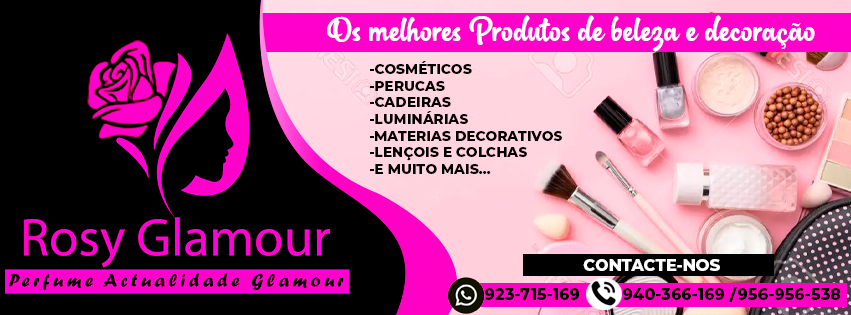 Rosy Glamour
Perfume Actualidade Glamour
Os melhores Produtos de beleza e decoração
-COSMÉTICOS
-PERUCAS
-CADEIRAS
-LUMINÁRIAS
-MATERIAS DECORATIVOS
-LENÇOIS E COLCHAS
-E MUITO MAIS...
CONTACTE-NOS
923-715-169 940-366-169 /956-956-538